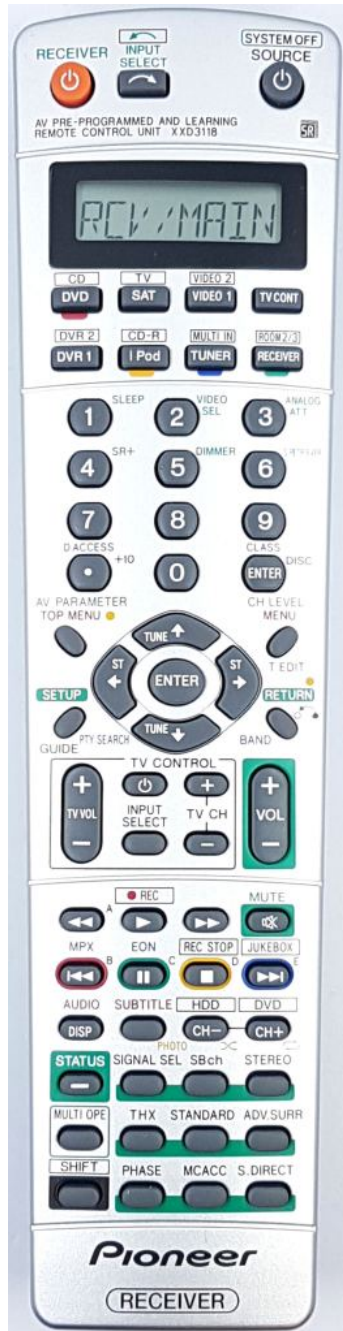 SYSTEM OFF
RECEIVER INPUT SELECT SOURCE
AV PRE-PROGRAMMED AND LEARNING
REMOTE CONTROL UNIT XXD3118 SR
RCV/MAIN
CD TV VIDEO 2
DVD SAT VIDEO 1 TV CONT
DVR 2 CD-R MULTI IN ROOM 2/3
DVR 1 I Pod TUNER RECEIVER
1 SLEEP 2 VIDEO SEL 3 ANALOG ATT
4 SR+ 5 DIMMER 6
7 8 9
D.ACCESS CLASS
• +10 0 ENTER DISC
AV PARAMETER CH LEVEL
TOP MENU MENU
TUNE
ST ENTER ST
T.EDIT
SETUP RETURN
TUNE
GUIDE PTY SEARCH BAND
TV CONTROL
+ + +
TV VOL INPUT SELECT TV CH VOL
- - -
REC MUTE
A
MPX EON REC STOP JUKEBOX
B C D E
AUDIO SUBTITLE HDD DVD
DISP CH- CH+
PHOTO
STATUS SIGNAL SEL SBch STEREO
MULTI OPE THX STANDARD ADV.SURR
SHIFT PHASE MCACC S.DIRECT
Pioneer
RECEIVER